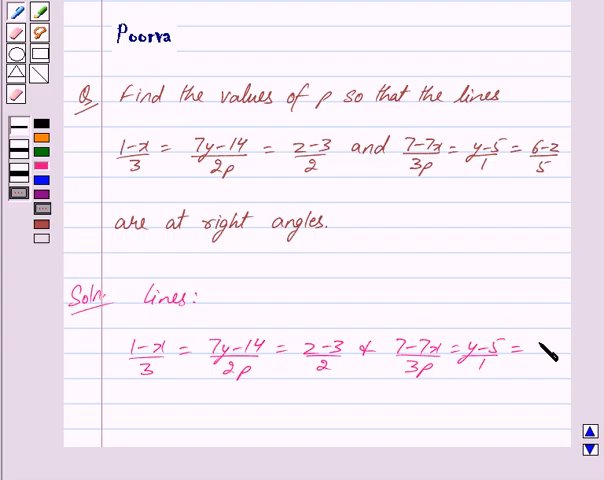 Poorva
Q. Find the values of p so that the lines
(1-x)/3 = (7y-14)/2p = (z-3)/2 and (7-7x)/3p = (y-5)/1 = (6-z)/5
are at right angles.
Soln. Lines:
(1-x)/3 = (7y-14)/2p = (z-3)/2 & (7-7x)/3p = (y-5)/1 =